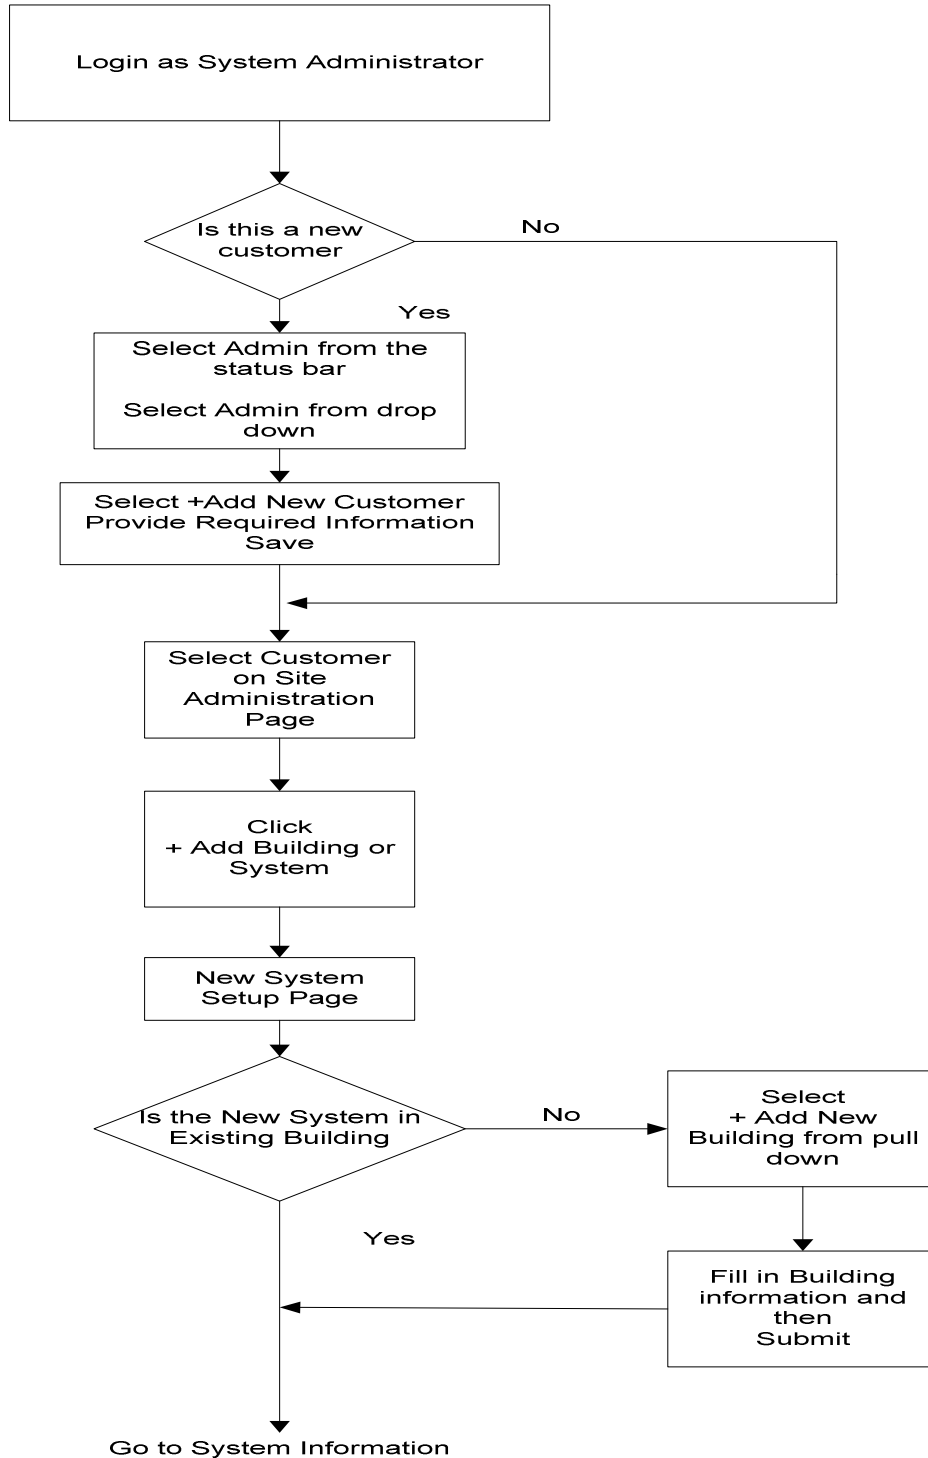 Login as System Administrator
Is this a new
customer
No
Yes
Select Admin from the
status bar
Select Admin from drop
down
Select +Add New Customer
Provide Required Information
Save
Select Customer
on Site
Administration
Page
Click
+ Add Building or
System
New System
Setup Page
Is the New System in
Existing Building
No
Select
+ Add New
Building from pull
down
Yes
Fill in Building
information and
then
Submit
Go to System Information